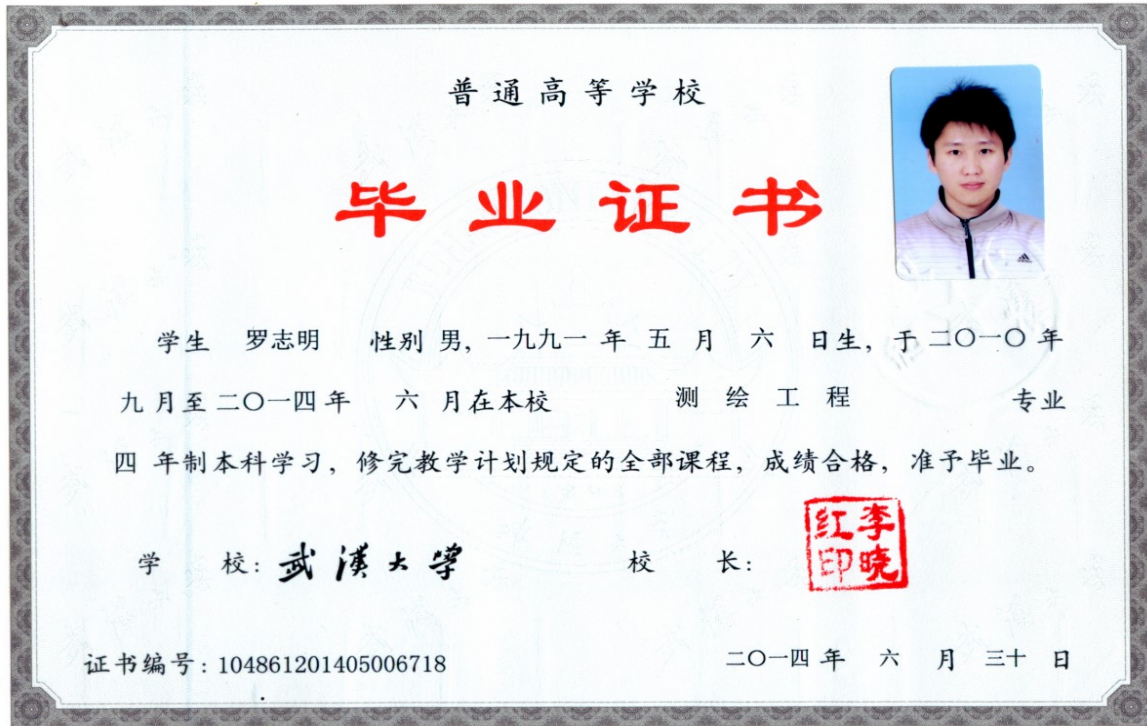 普通高等学校
毕业证书
学生 罗志明 性别 男, 一九九一 年 五 月 六 日生, 于 二〇一〇 年
九 月至 二〇一四 年 六 月在本校 测绘工程 专业
四 年制本科学习, 修完教学计划规定的全部课程, 成绩合格, 准予毕业。
学 校: 武漢大學 校 长: 李晓红印
证书编号: 104861201405006718 二〇一四 年 六 月 三十 日
adidas